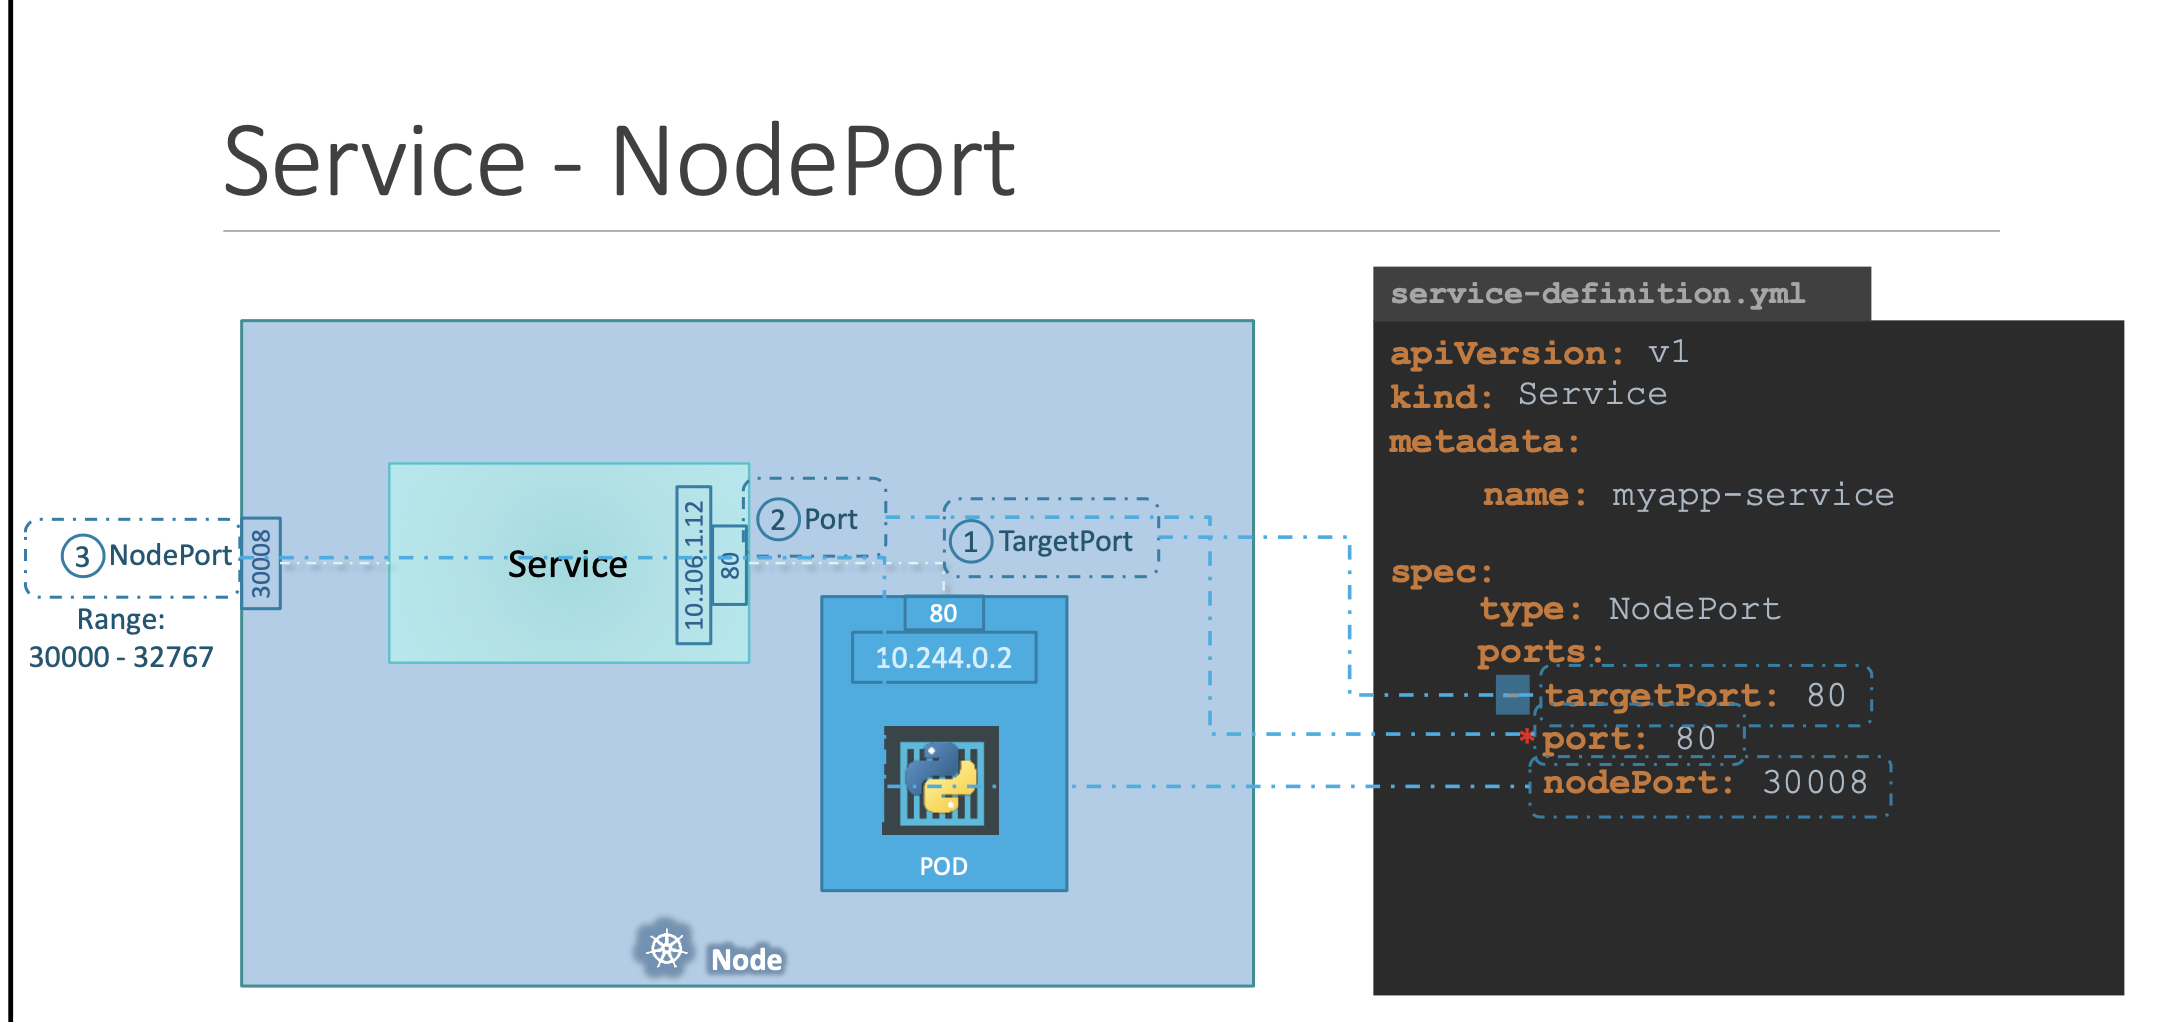 Service - NodePort
service-definition.yml
apiVersion: v1
kind: Service
metadata:
name: myapp-service
spec:
type: NodePort
ports:
- targetPort: 80
* port: 80
nodePort: 30008
3 NodePort
Range:
30000 - 32767
30008
Service
10.106.1.12
80
2 Port
1 TargetPort
80
10.244.0.2
POD
Node